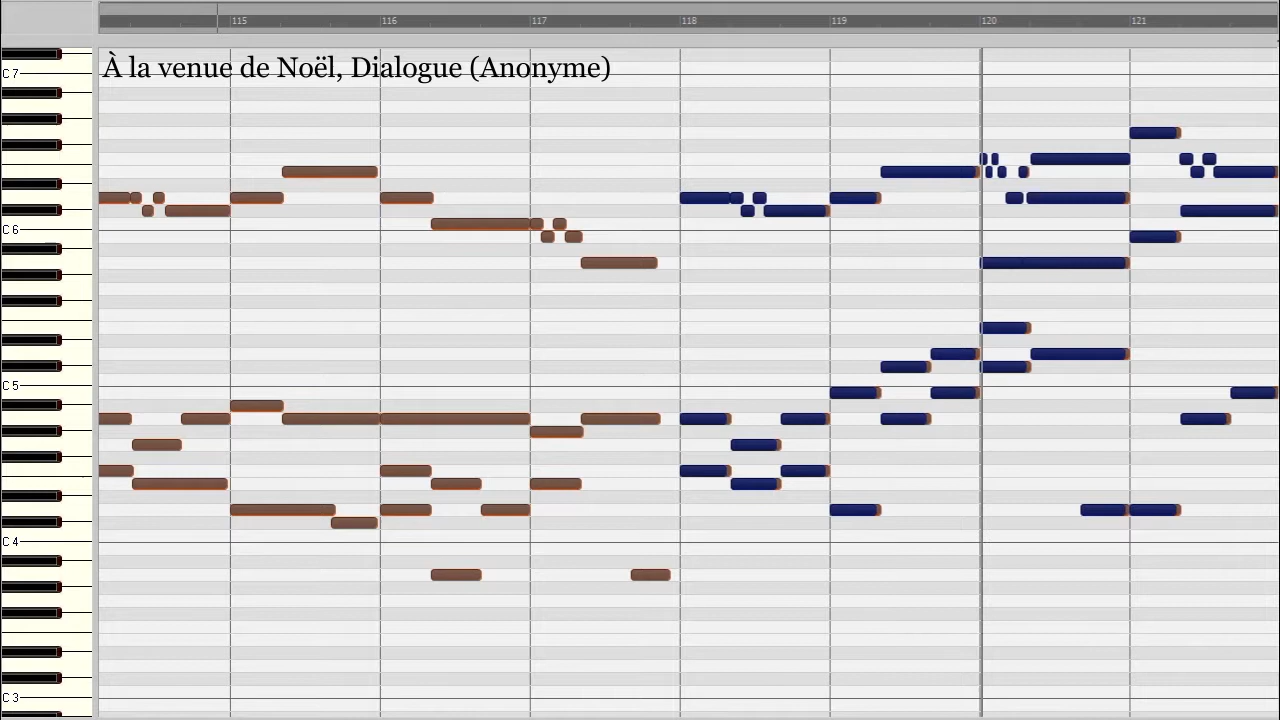 115 116 117 118 119 120 121
À la venue de Noël, Dialogue (Anonyme)
C 7
C 6
C 5
C 4
C 3